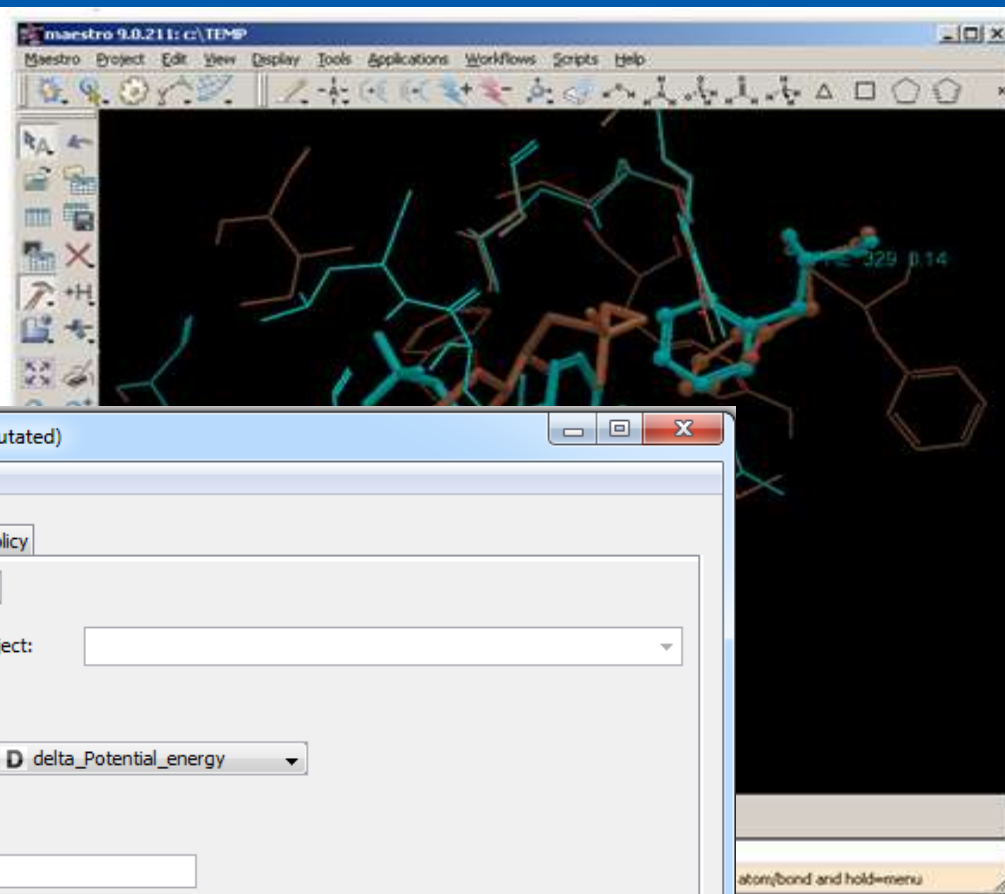 maestro 9.0.211: c:\TEMP
Maestro Project Edit View Display Tools Applications Workflows Scripts Help
329 0.14
utated)
olicy
ject:
D delta_Potential_energy
atom/bond and hold=menu